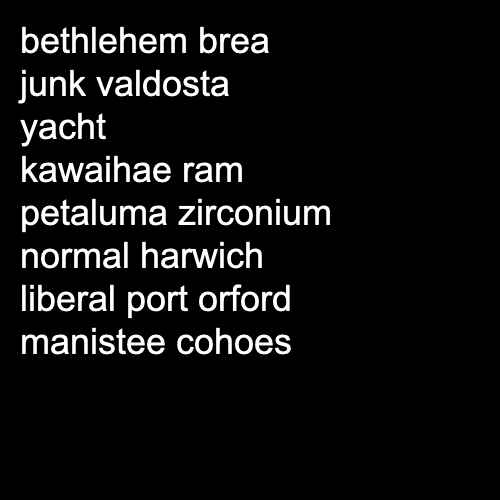 bethlehem brea
junk valdosta
yacht
kawaihae ram
petaluma zirconium
normal harwich
liberal port orford
manistee cohoes